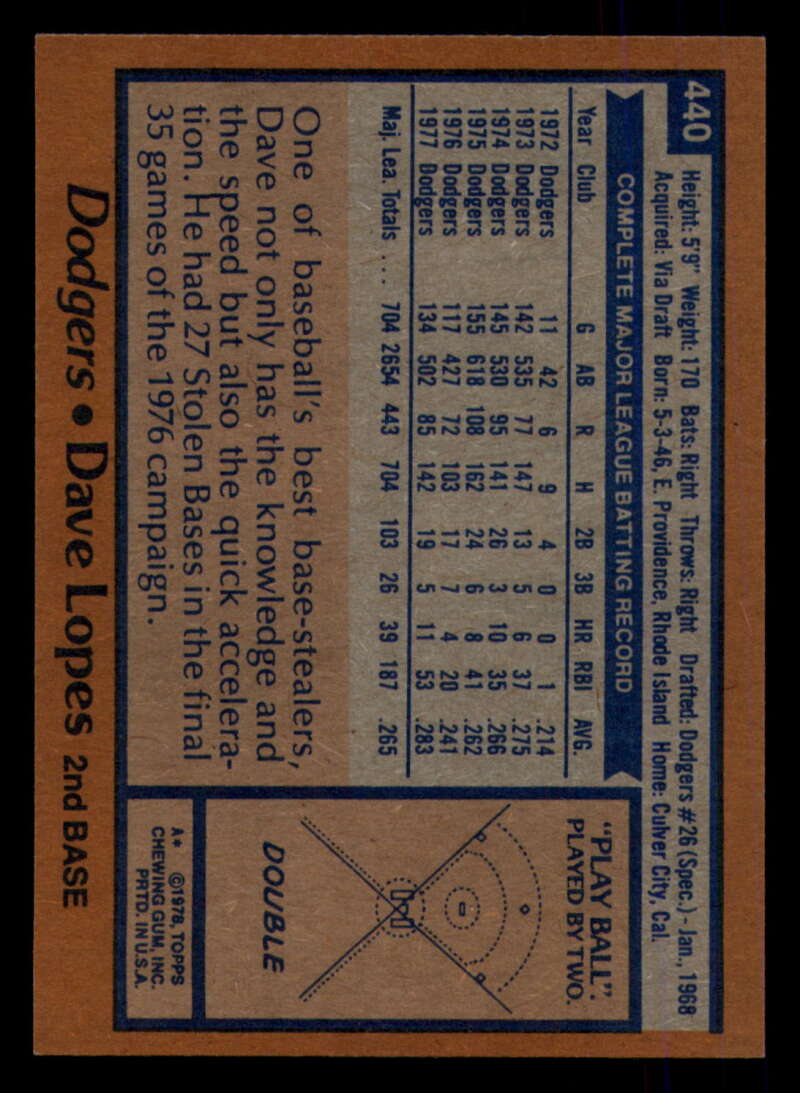 440
Height: 5'9" Weight: 170 Bats: Right Throws: Right Drafted: Dodgers #26 (Spec.) - Jan., 1968
Acquired: Via Draft Born: 5-3-46, E. Providence, Rhode Island Home: Culver City, Cal.
COMPLETE MAJOR LEAGUE BATTING RECORD
Year Club G AB R H 2B 3B HR RBI AVG.
1972 Dodgers 11 42 6 9 4 0 0 1 .214
1973 Dodgers 142 535 77 147 13 5 6 37 .275
1974 Dodgers 145 530 95 141 26 3 10 35 .266
1975 Dodgers 155 618 108 162 24 6 8 41 .262
1976 Dodgers 117 427 72 103 17 7 4 20 .241
1977 Dodgers 134 502 85 142 19 5 11 53 .283
Maj. Lea. Totals ... 704 2654 443 704 103 26 39 187 .265
One of baseball's best base-stealers,
Dave not only has the knowledge and
the speed but also the quick accelera-
tion. He had 27 Stolen Bases in the final
35 games of the 1976 campaign.
"PLAY BALL":
PLAYED BY TWO.
DOUBLE
A* ©1978, TOPPS
CHEWING GUM, INC.
PRTD. IN U.S.A.
Dodgers • Dave Lopes 2nd BASE